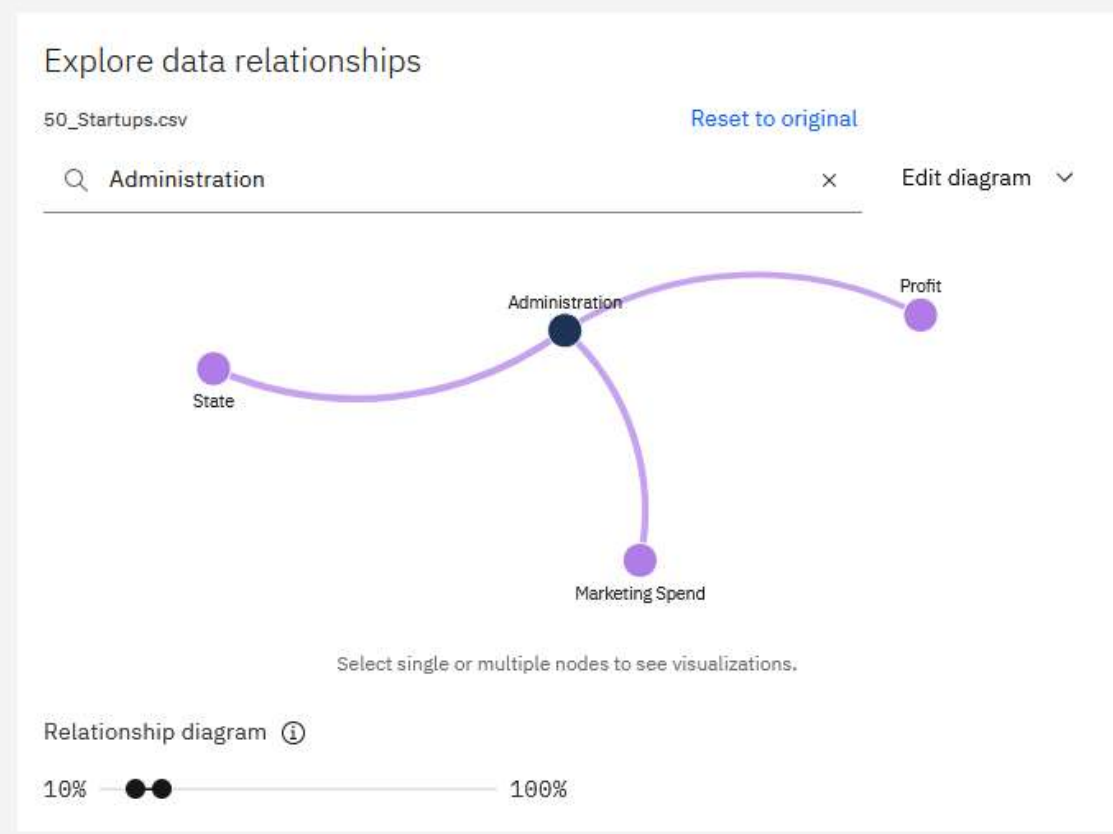 Explore data relationships
50_Startups.csv
Reset to original
Administration
Edit diagram
Profit
Administration
State
Marketing Spend
Select single or multiple nodes to see visualizations.
Relationship diagram
10%
100%